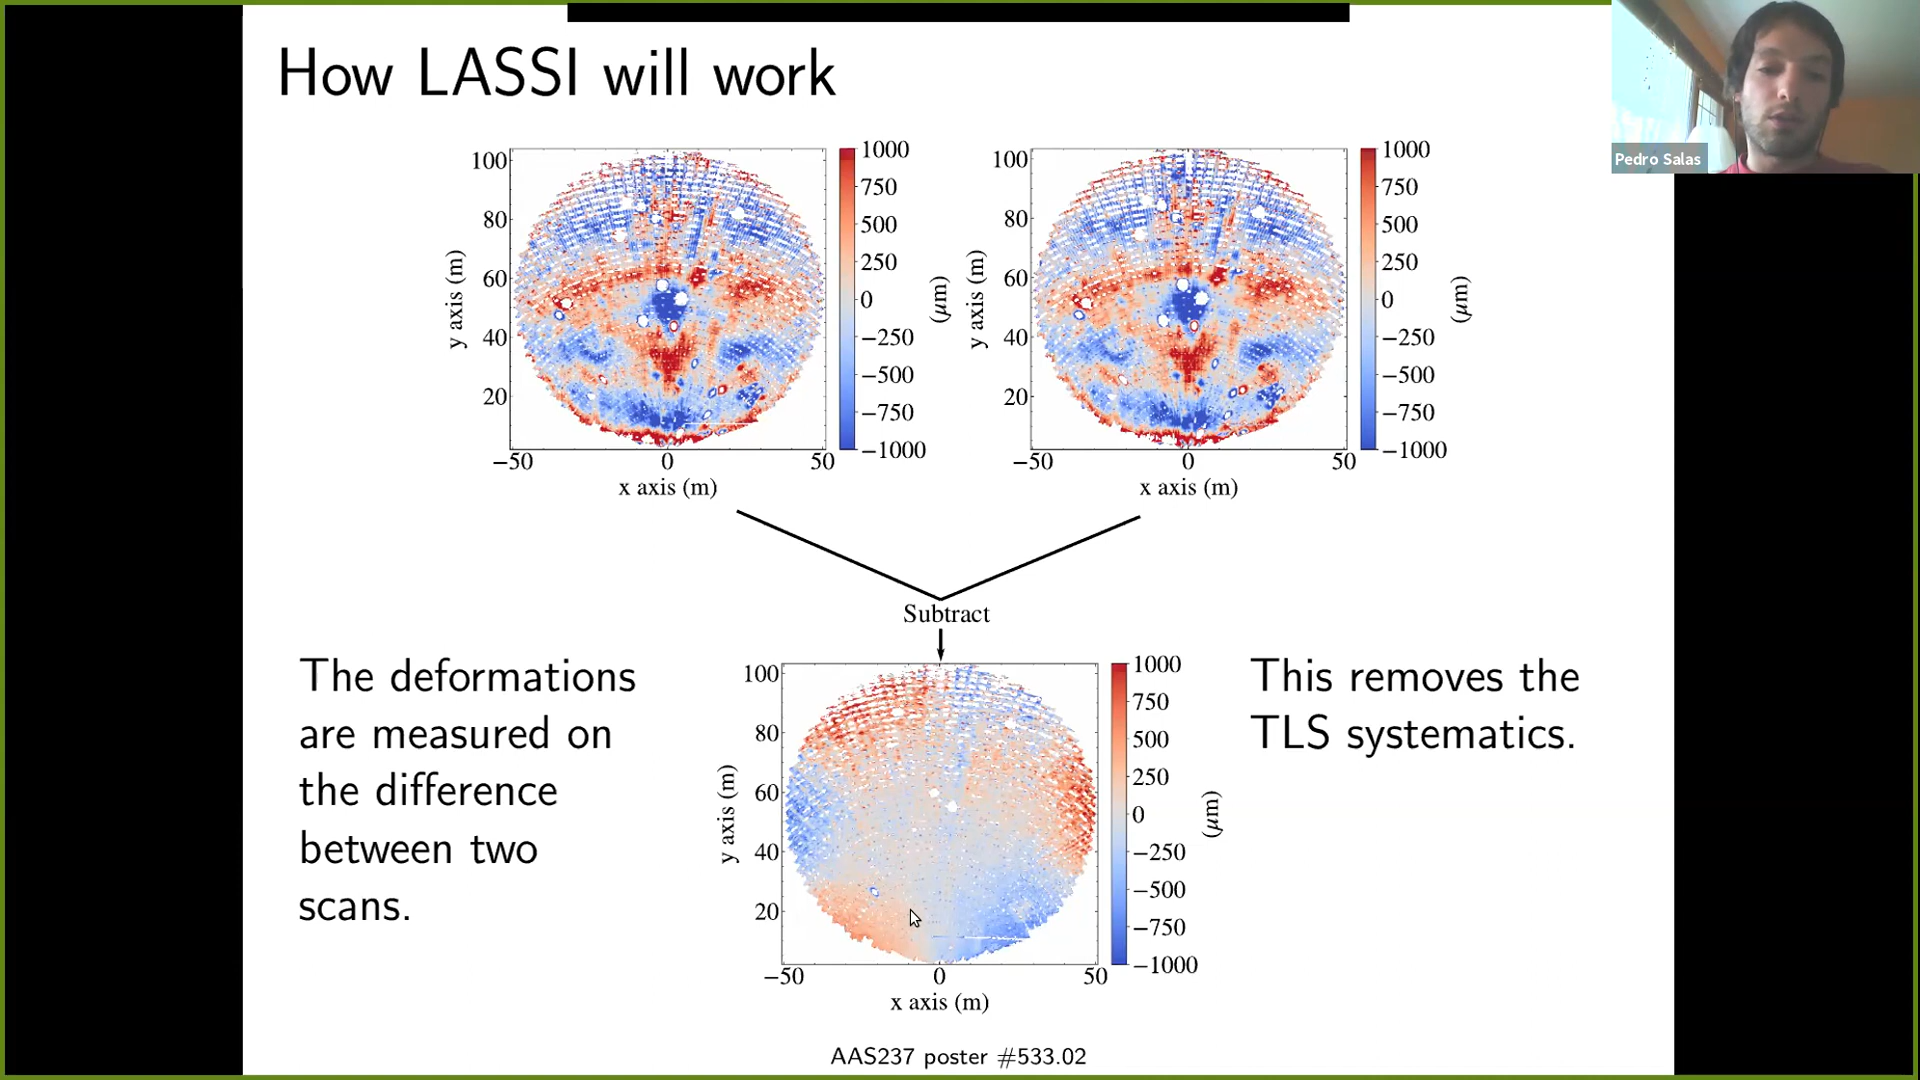 How LASSI will work
Pedro Salas
100
80
60
40
20
y axis (m)
−50
0
50
x axis (m)
1000
750
500
250
0
−250
−500
−750
−1000
(μm)
100
80
60
40
20
y axis (m)
−50
0
50
x axis (m)
1000
750
500
250
0
−250
−500
−750
−1000
(μm)
Subtract
The deformations
are measured on
the difference
between two
scans.
100
80
60
40
20
y axis (m)
−50
0
50
x axis (m)
1000
750
500
250
0
−250
−500
−750
−1000
(μm)
This removes the
TLS systematics.
AAS237 poster #533.02